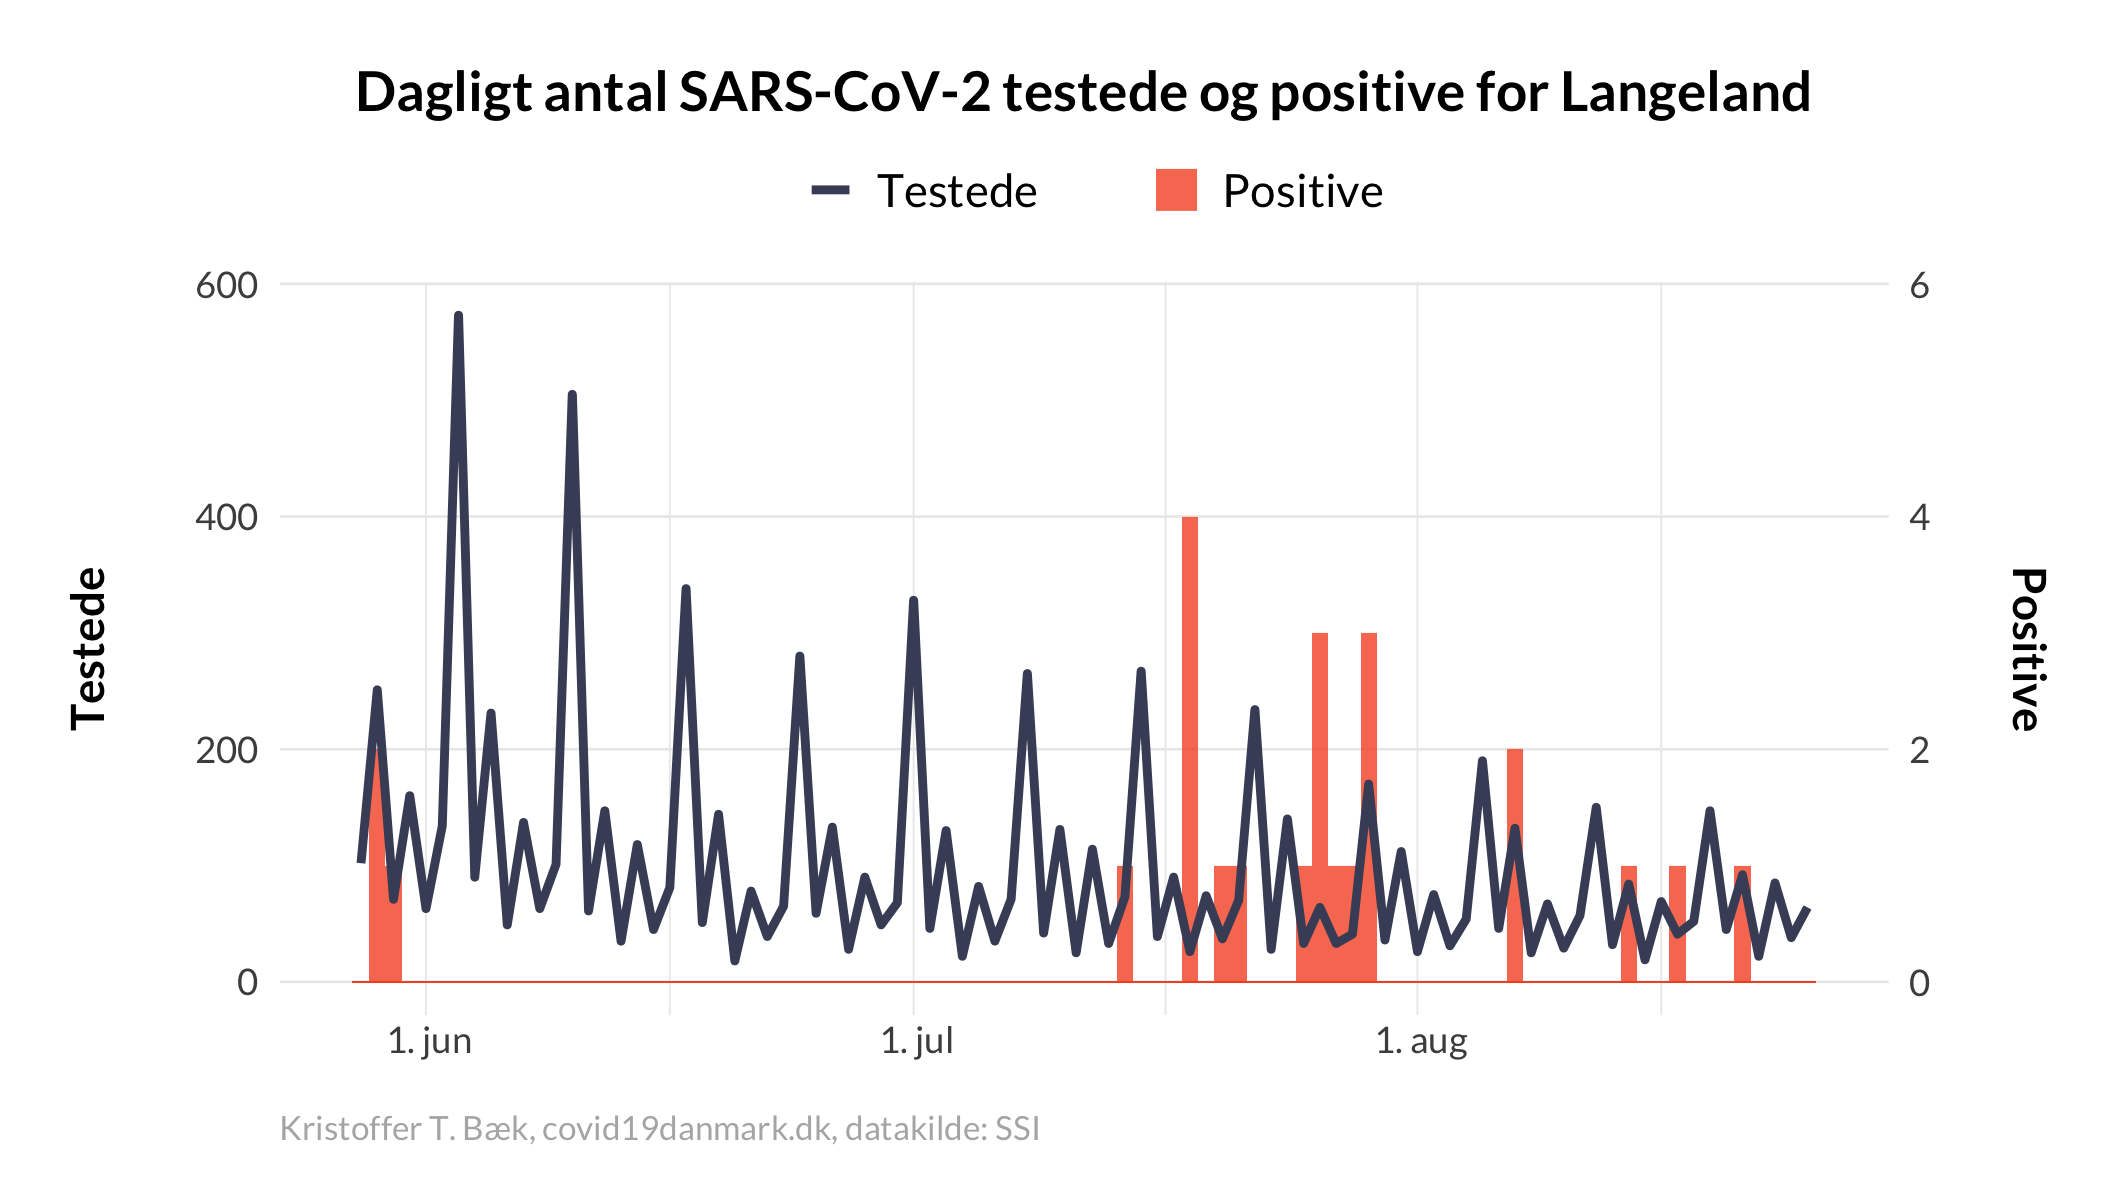 Dagligt antal SARS-CoV-2 testede og positive for Langeland
Testede
Positive
600
400
200
0
Testede
6
4
2
0
Positive
1. jun
1. jul
1. aug
Kristoffer T. Bæk, covid19danmark.dk, datakilde: SSI